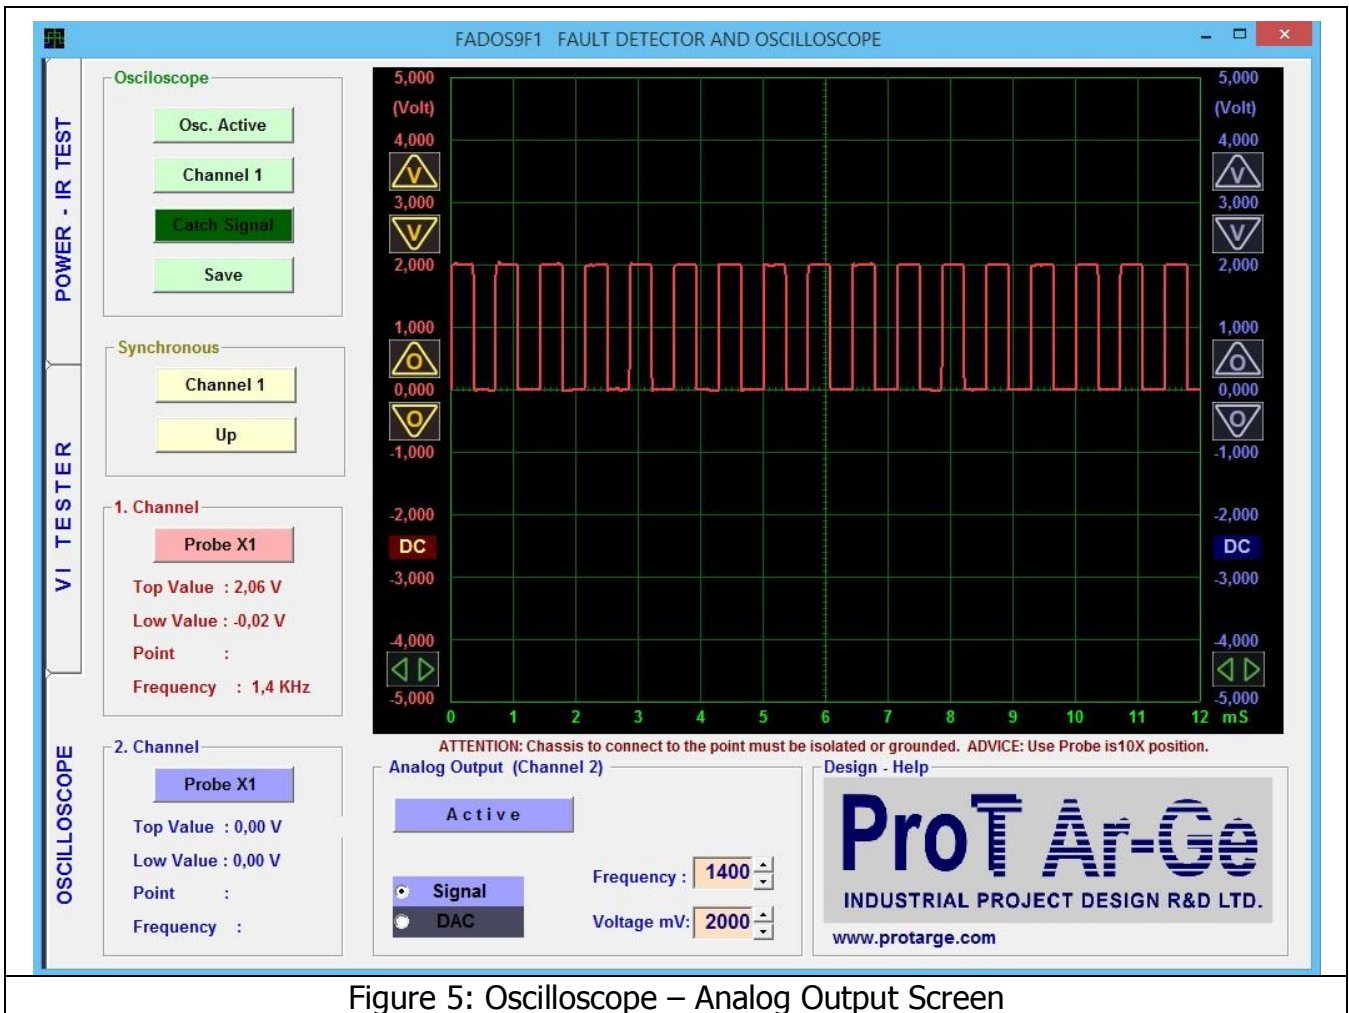 FADOS9F1 FAULT DETECTOR AND OSCILLOSCOPE
POWER - IR TEST
VI TESTER
OSCILLOSCOPE
Osciloscope
Osc. Active
Channel 1
Catch Signal
Save
Synchronous
Channel 1
Up
1. Channel
Probe X1
Top Value : 2,06 V
Low Value : -0,02 V
Point :
Frequency : 1,4 KHz
2. Channel
Probe X1
Top Value : 0,00 V
Low Value : 0,00 V
Point :
Frequency :
5,000
(Volt)
4,000
V
3,000
V
2,000
1,000
O
0,000
O
-1,000
-2,000
DC
-3,000
-4,000
-5,000
5,000
(Volt)
4,000
V
3,000
V
2,000
1,000
O
0,000
O
-1,000
-2,000
DC
-3,000
-4,000
-5,000
0 1 2 3 4 5 6 7 8 9 10 11 12 mS
ATTENTION: Chassis to connect to the point must be isolated or grounded. ADVICE: Use Probe is10X position.
Analog Output (Channel 2)
Active
Signal
DAC
Frequency : 1400
Voltage mV: 2000
Design - Help
ProT Ar-Ge
INDUSTRIAL PROJECT DESIGN R&D LTD.
www.protarge.com
Figure 5: Oscilloscope – Analog Output Screen